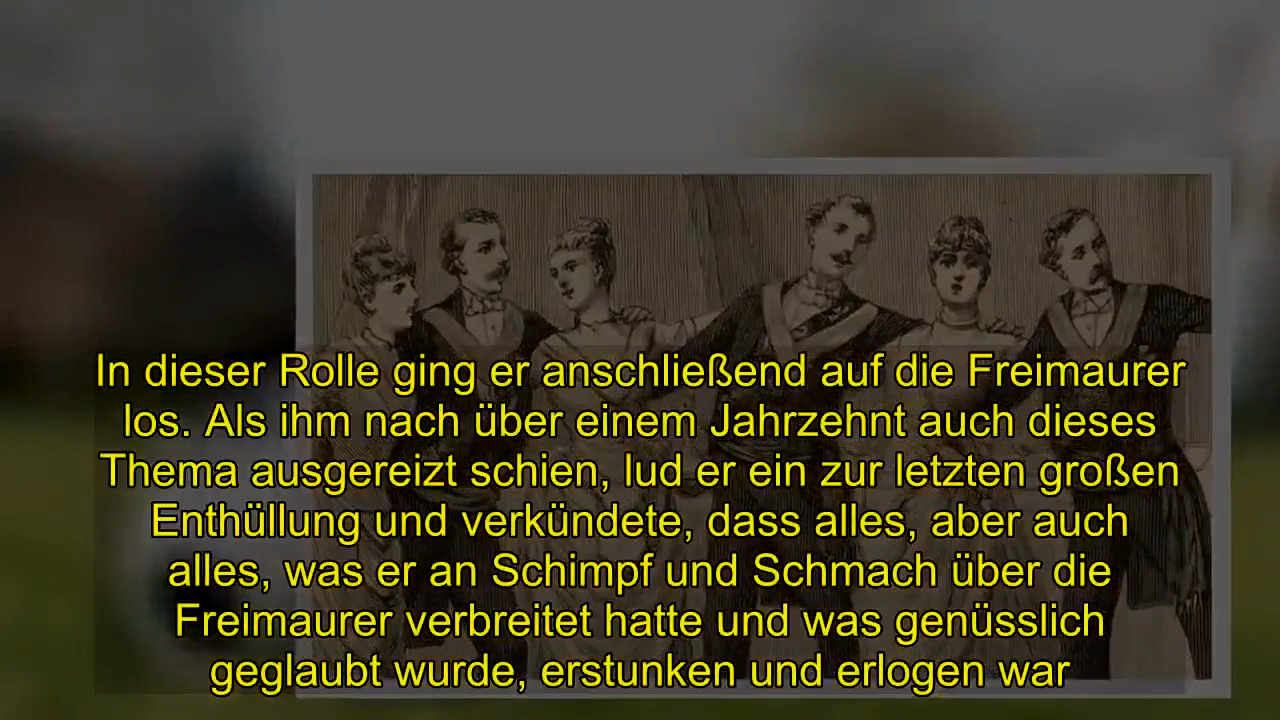 In dieser Rolle ging er anschließend auf die Freimaurer
los. Als ihm nach über einem Jahrzehnt auch dieses
Thema ausgereizt schien, lud er ein zur letzten großen
Enthüllung und verkündete, dass alles, aber auch
alles, was er an Schimpf und Schmach über die
Freimaurer verbreitet hatte und was genüsslich
geglaubt wurde, erstunken und erlogen war